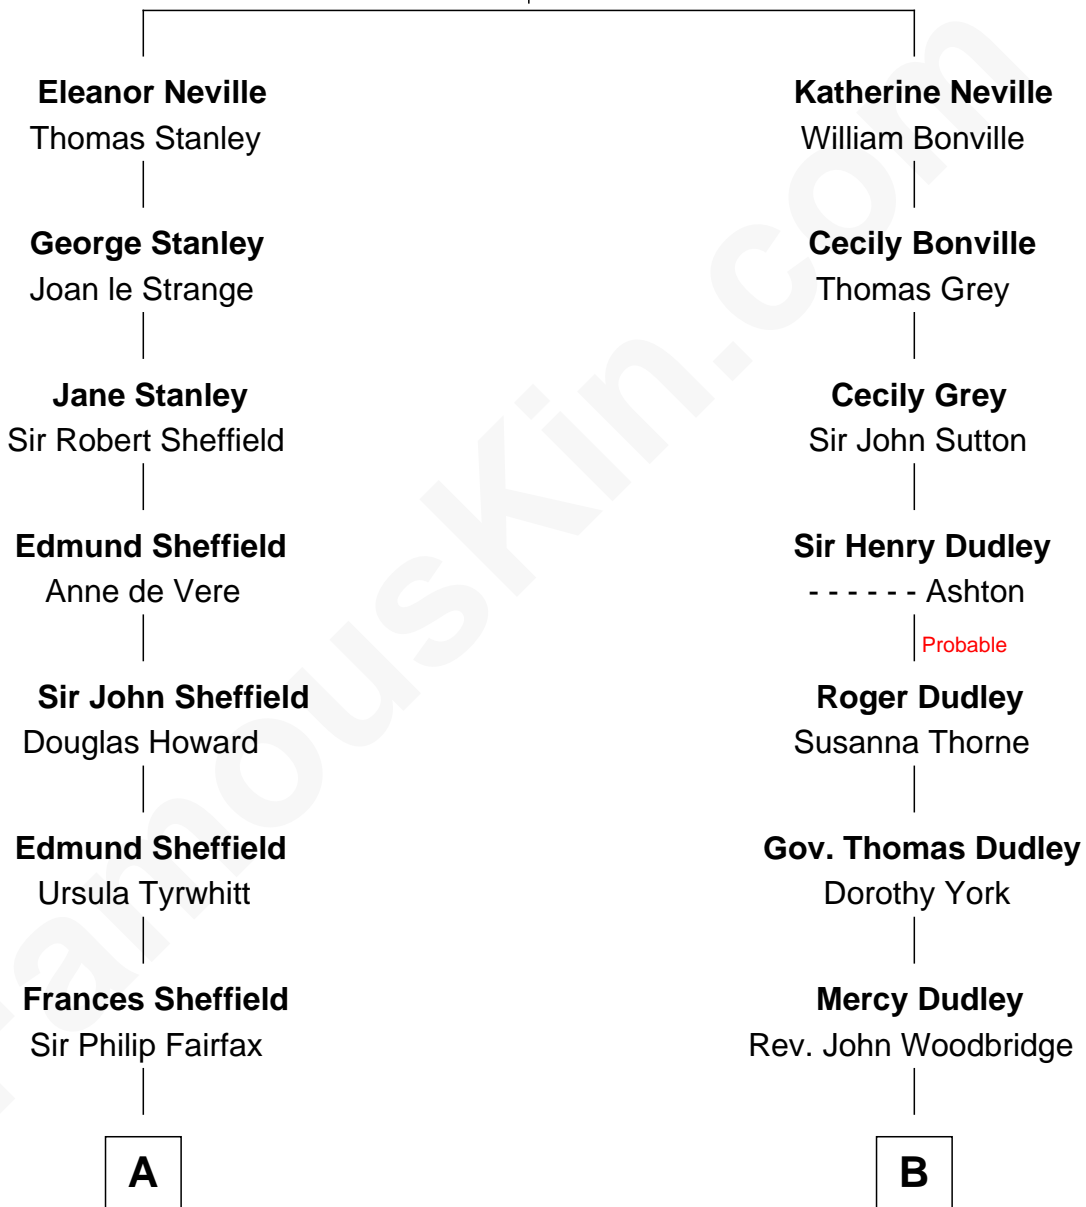 Eleanor Neville
Thomas Stanley
George Stanley
Joan le Strange
Jane Stanley
Sir Robert Sheffield
Edmund Sheffield
Anne de Vere
Sir John Sheffield
Douglas Howard
Edmund Sheffield
Ursula Tyrwhitt
Frances Sheffield
Sir Philip Fairfax
A
Katherine Neville
William Bonville
Cecily Bonville
Thomas Grey
Cecily Grey
Sir John Sutton
Sir Henry Dudley
- - - - - - Ashton
Probable
Roger Dudley
Susanna Thorne
Gov. Thomas Dudley
Dorothy York
Mercy Dudley
Rev. John Woodbridge
B
FamousKin.com